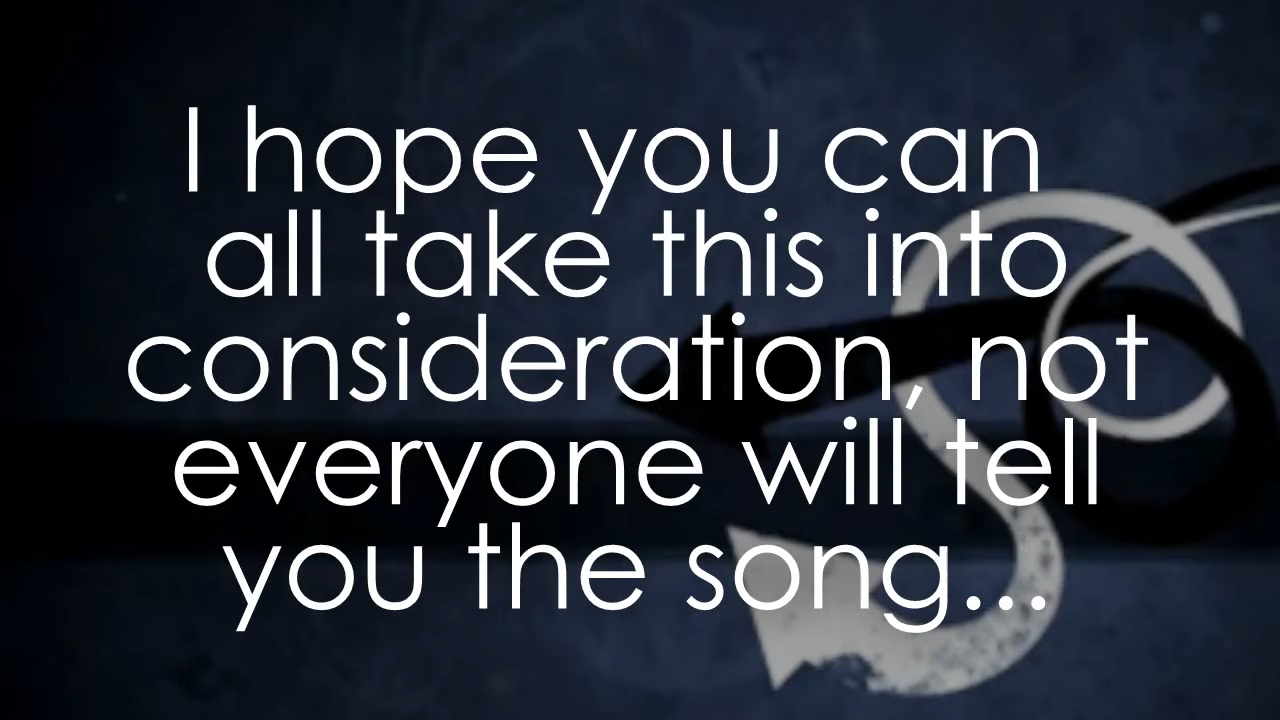 I hope you can
all take this into
consideration, not
everyone will tell
you the song...